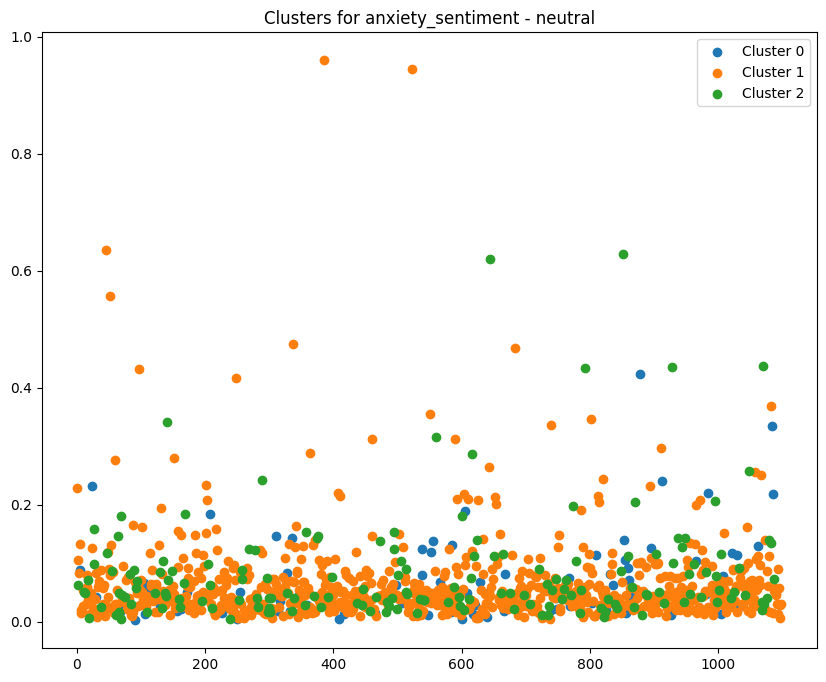 Clusters for anxiety_sentiment - neutral
1.0
Cluster 0
Cluster 1
Cluster 2
0.8
0.6
0.4
0.2
0.0
0 200 400 600 800 1000